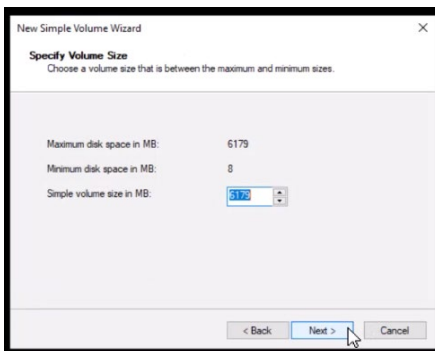 New Simple Volume Wizard
Specify Volume Size
Choose a volume size that is between the maximum and minimum sizes.
Maximum disk space in MB: 6179
Minimum disk space in MB: 8
Simple volume size in MB: 6179
< Back Next > Cancel